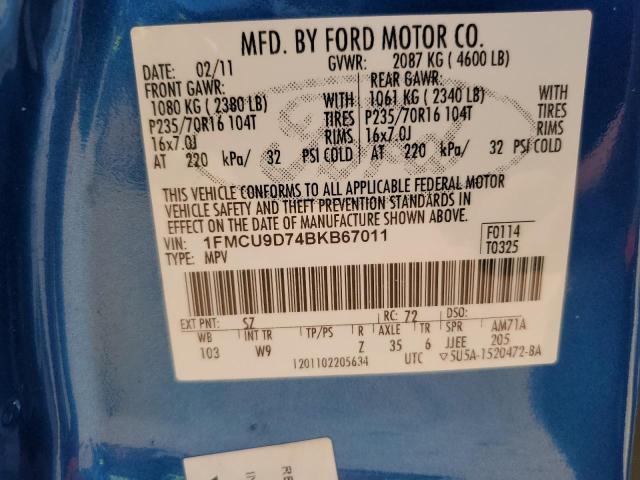 MFD. BY FORD MOTOR CO.
DATE: 02/11 GVWR: 2087 KG (4600 LB)
FRONT GAWR: REAR GAWR:
1080 KG (2380 LB) WITH 1061 KG (2340 LB) WITH
P235/70R16 104T TIRES P235/70R16 104T TIRES
16x7.0J RIMS 16x7.0J RIMS
AT 220 kPa/ 32 PSI COLD AT 220 kPa/ 32 PSI COLD
THIS VEHICLE CONFORMS TO ALL APPLICABLE FEDERAL MOTOR
VEHICLE SAFETY AND THEFT PREVENTION STANDARDS IN
EFFECT ON THE DATE OF MANUFACTURE SHOWN ABOVE.
VIN: 1FMCU9D74BKB67011 F0114
TYPE: MPV T0325
EXT PNT: SZ RC: 72 DSO:
WB INT TR TP/PS R AXLE TR SPR AM71A
103 W9 Z 35 6 JJEE 205
1201102205634 UTC 5U5A-1520472-BA
RE
IN